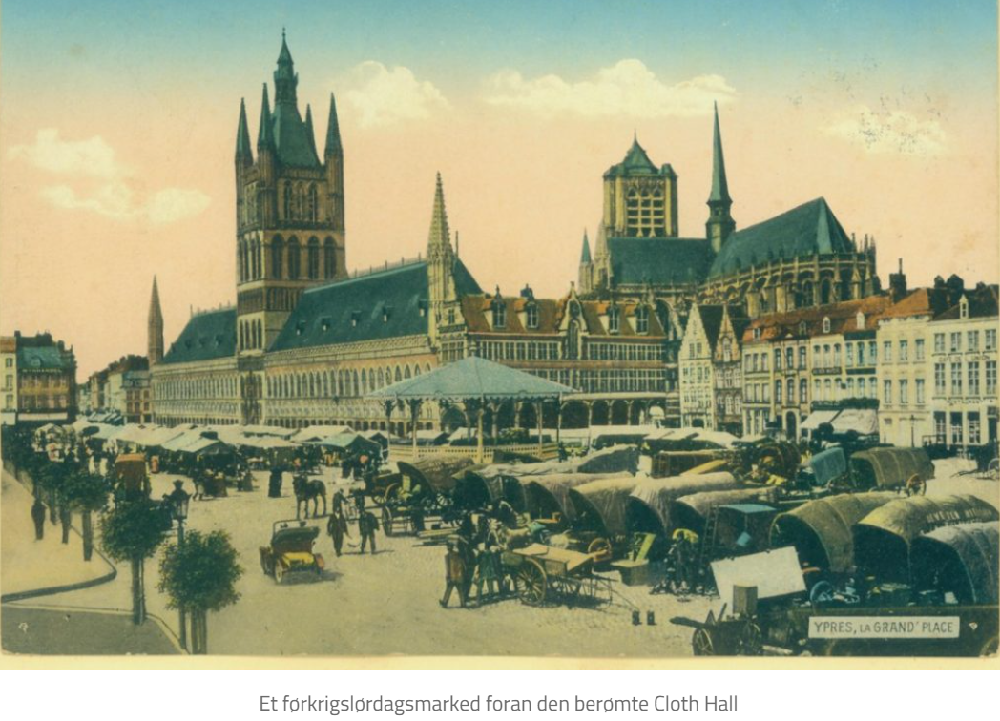 YPRES, LA GRAND' PLACE
Et førkrigslørdagsmarked foran den berømte Cloth Hall